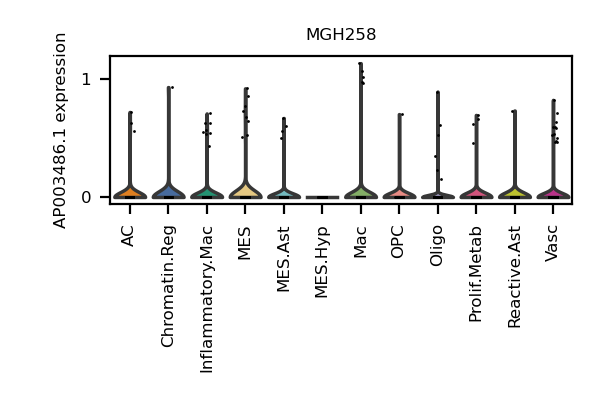 MGH258
AP003486.1 expression
1
0
AC
Chromatin.Reg
Inflammatory.Mac
MES
MES.Ast
MES.Hyp
Mac
OPC
Oligo
Prolif.Metab
Reactive.Ast
Vasc